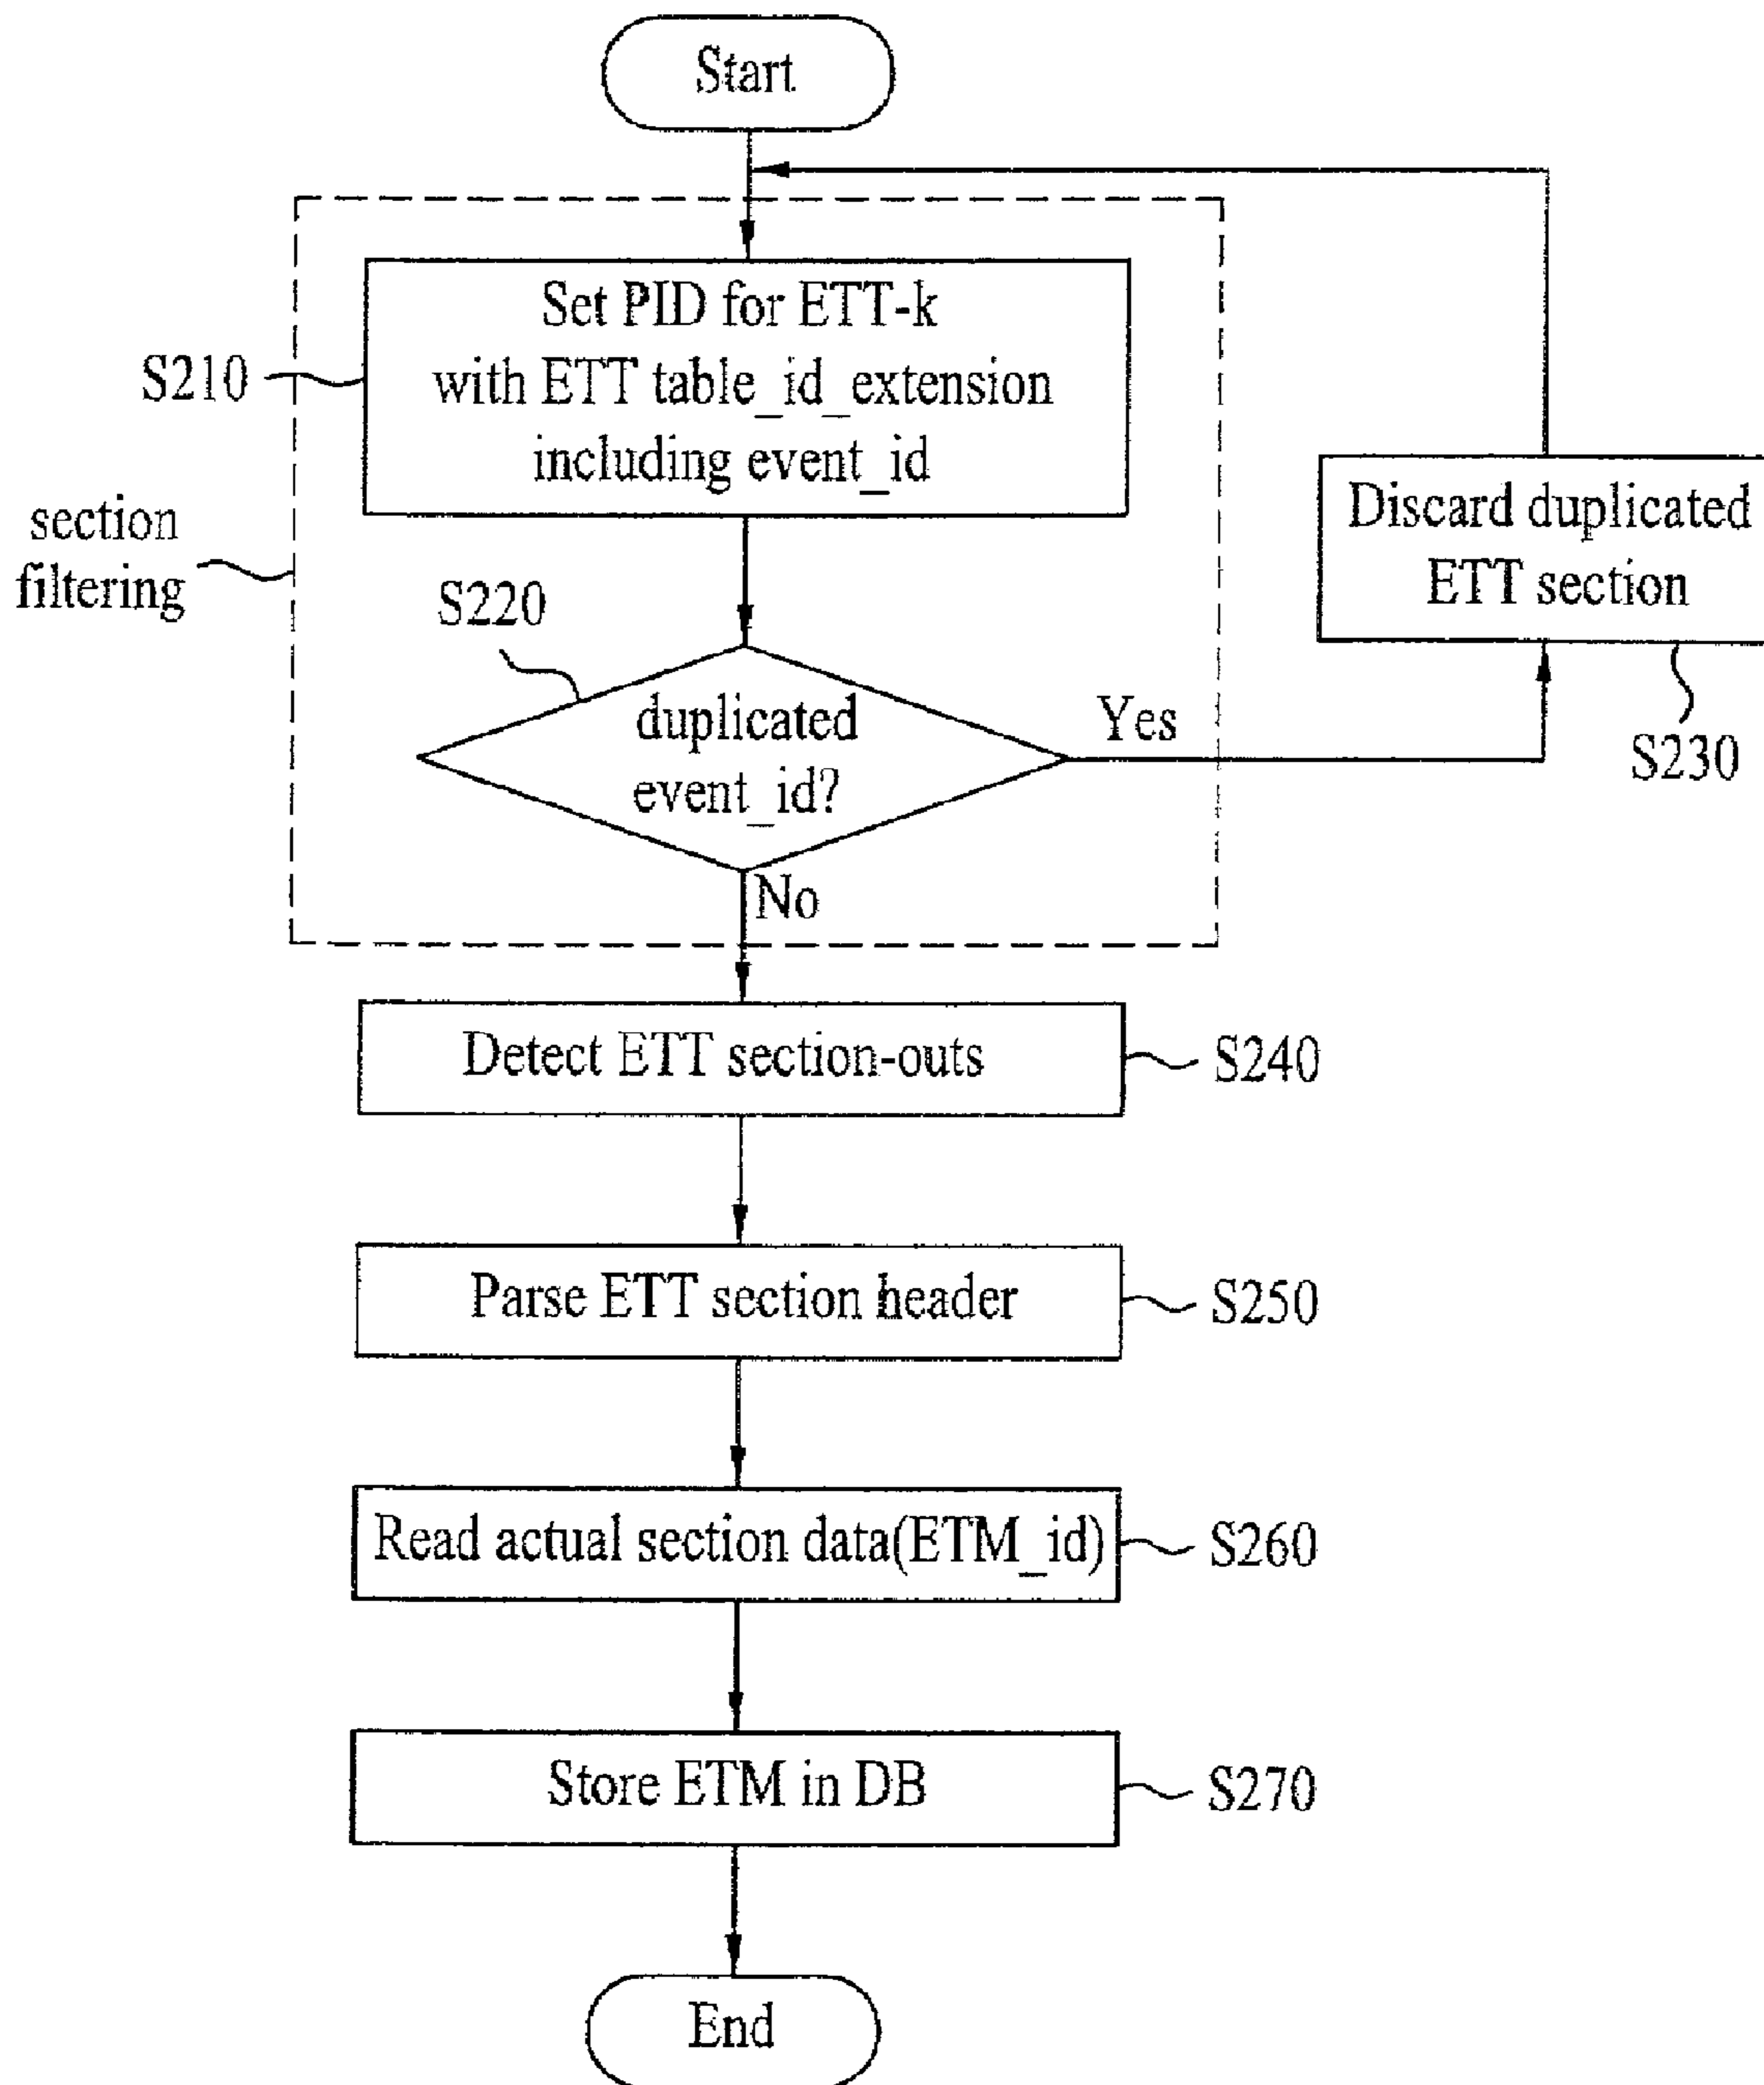 Start
Set PID for ETT-k
with ETT table_id_extension
including event_id
S210
section
filtering
Discard duplicated
ETT section
S230
S220
duplicated
event_id?
Yes
No
Detect ETT section-outs
S240
Parse ETT section header
S250
Read actual section data(ETM_id)
S260
Store ETM in DB
S270
End